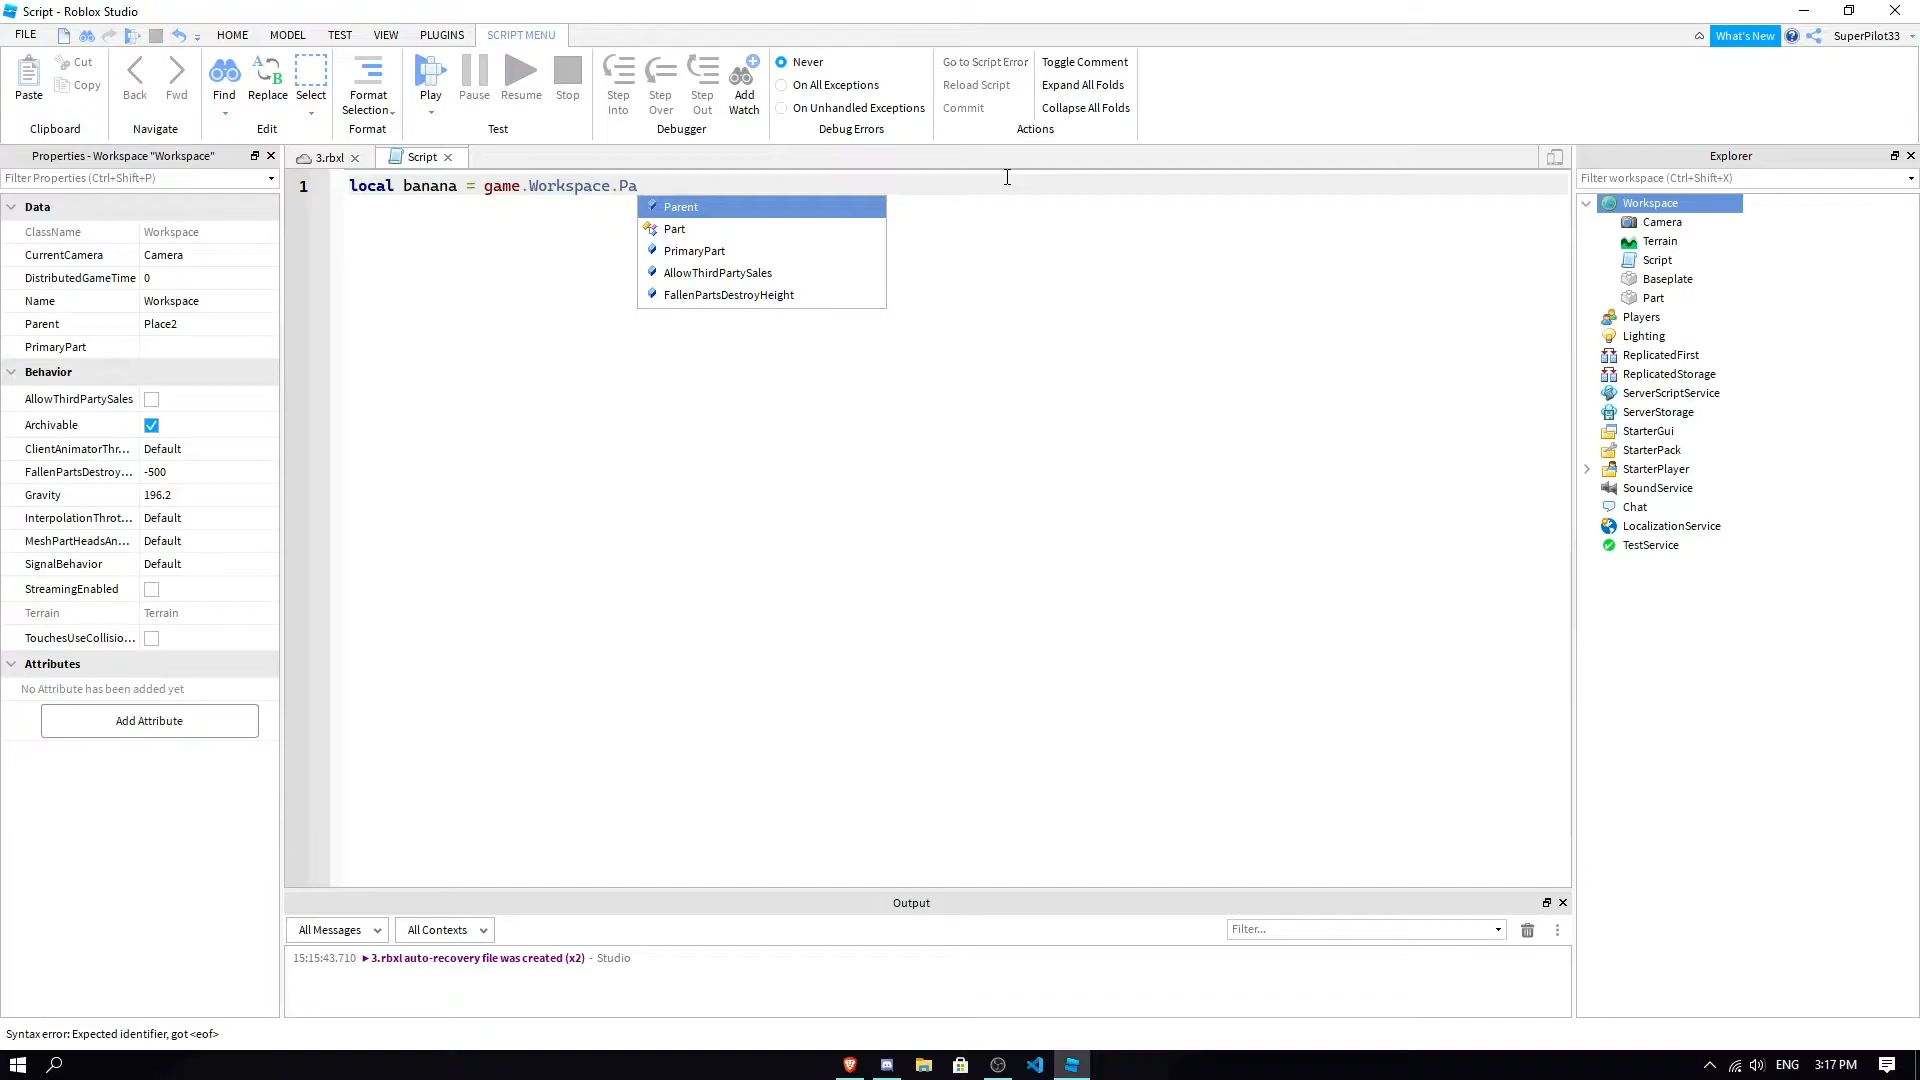 Script - Roblox Studio
FILE
HOME
MODEL
TEST
VIEW
PLUGINS
SCRIPT MENU
What's New
SuperPilot33
Paste
Cut
Copy
Clipboard
Back
Fwd
Navigate
Find
Replace
Select
Edit
Format
Selection
Format
Play
Pause
Resume
Stop
Test
Step
Into
Step
Over
Step
Out
Add
Watch
Debugger
Never
On All Exceptions
On Unhandled Exceptions
Debug Errors
Go to Script Error
Reload Script
Commit
Toggle Comment
Expand All Folds
Collapse All Folds
Actions
Properties - Workspace "Workspace"
Filter Properties (Ctrl+Shift+P)
Data
ClassName Workspace
CurrentCamera Camera
DistributedGameTime 0
Name Workspace
Parent Place2
PrimaryPart
Behavior
AllowThirdPartySales
Archivable
ClientAnimatorThr... Default
FallenPartsDestroy... -500
Gravity 196.2
InterpolationThrot... Default
MeshPartHeadsAn... Default
SignalBehavior Default
StreamingEnabled
Terrain Terrain
TouchesUseCollisio...
Attributes
No Attribute has been added yet
Add Attribute
3.rbxl
Script
1 local banana = game.Workspace.Pa
Parent
Part
PrimaryPart
AllowThirdPartySales
FallenPartsDestroyHeight
Explorer
Filter workspace (Ctrl+Shift+X)
Workspace
Camera
Terrain
Script
Baseplate
Part
Players
Lighting
ReplicatedFirst
ReplicatedStorage
ServerScriptService
ServerStorage
StarterGui
StarterPack
StarterPlayer
SoundService
Chat
LocalizationService
TestService
Output
All Messages
All Contexts
Filter...
15:15:43.710 ▶ 3.rbxl auto-recovery file was created (x2) - Studio
Syntax error: Expected identifier, got <eof>
ENG
3:17 PM